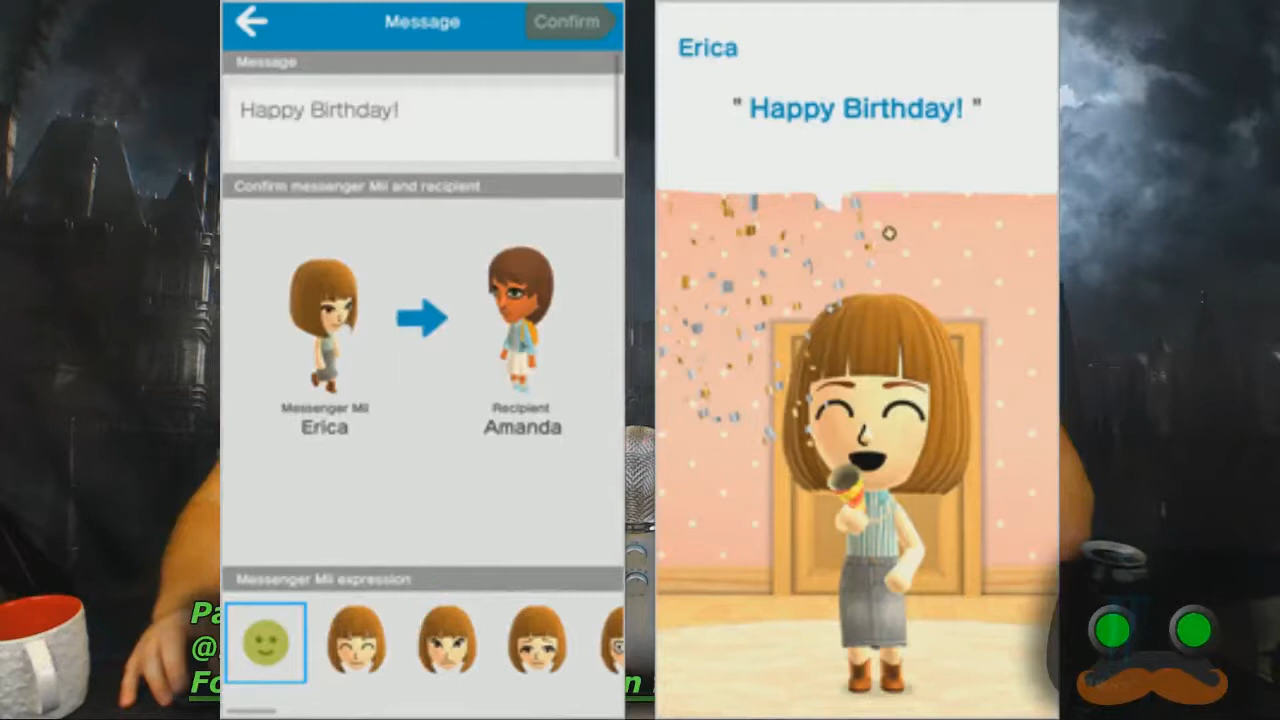 Message
Confirm
Message
Happy Birthday!
Confirm messenger Mii and recipient
Messenger Mii
Erica
Recipient
Amanda
Messenger Mii expression
Erica
" Happy Birthday! "